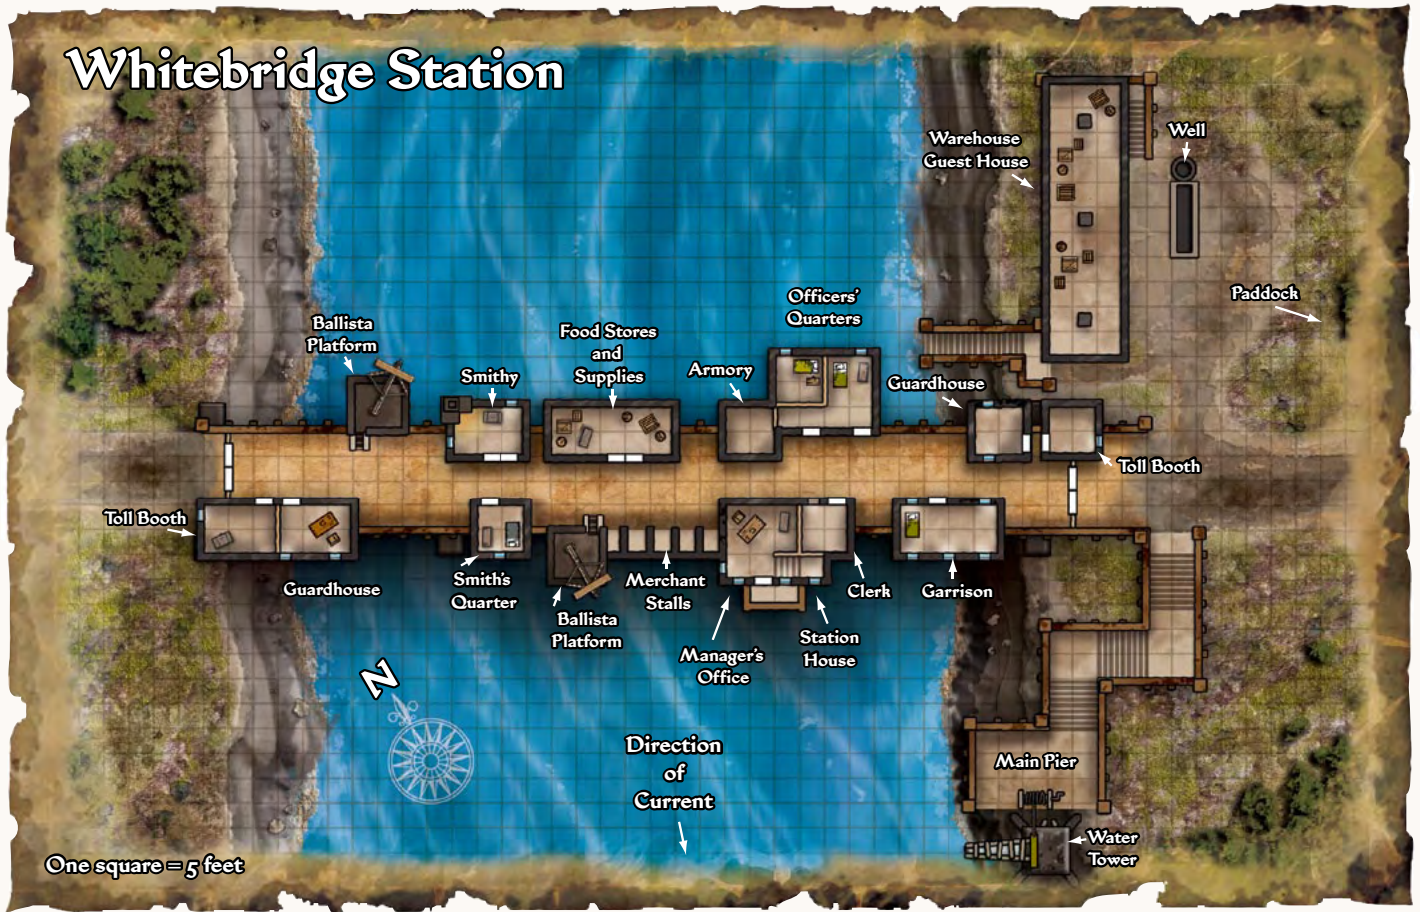 Whitebridge Station
Warehouse
Guest House
Well
Paddock
Officers'
Quarters
Ballista
Platform
Food Stores
and
Supplies
Smithy
Armory
Guardhouse
Toll Booth
Toll Booth
Guardhouse
Smith's
Quarter
Ballista
Platform
Merchant
Stalls
Manager's
Office
Station
House
Clerk
Garrison
N
Direction
of
Current
Main Pier
Water
Tower
One square = 5 feet